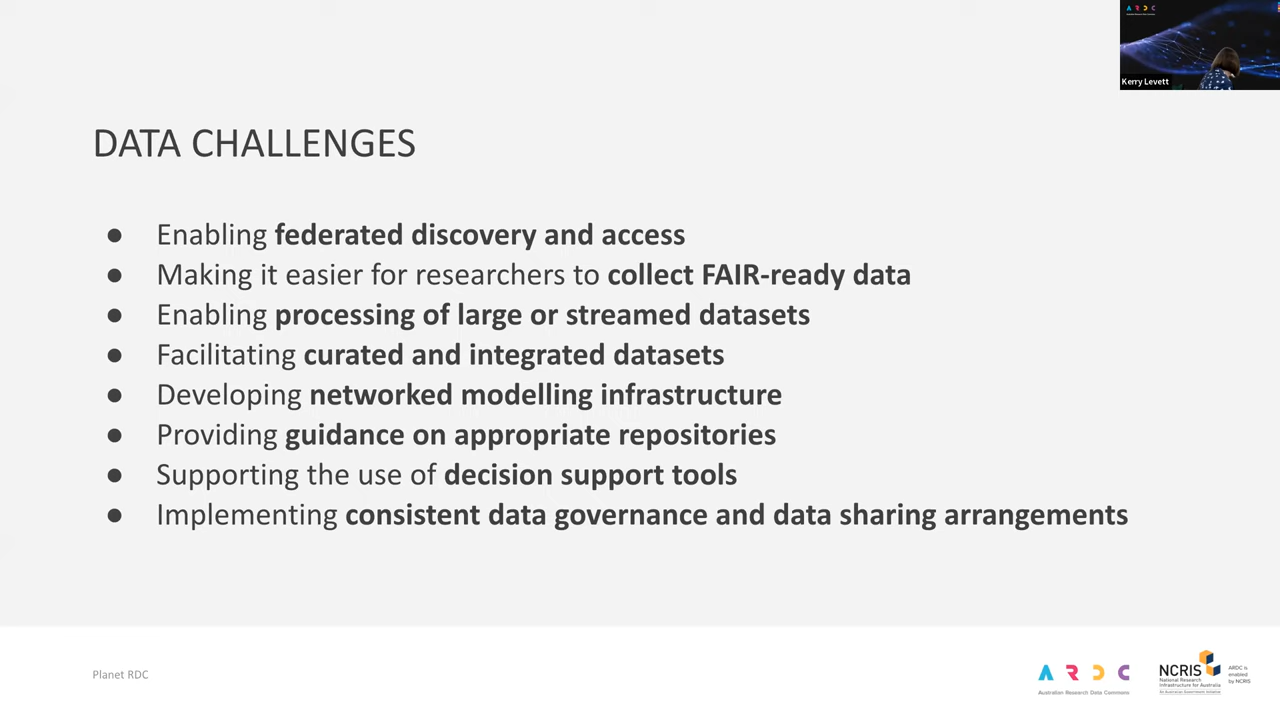 A R D C
Kerry Levett
DATA CHALLENGES
● Enabling federated discovery and access
● Making it easier for researchers to collect FAIR-ready data
● Enabling processing of large or streamed datasets
● Facilitating curated and integrated datasets
● Developing networked modelling infrastructure
● Providing guidance on appropriate repositories
● Supporting the use of decision support tools
● Implementing consistent data governance and data sharing arrangements
Planet RDC
A R D C
Australian Research Data Commons
NCRIS
National Research
Infrastructure for Australia
An Australian Government Initiative
ARDC is
enabled
by NCRIS